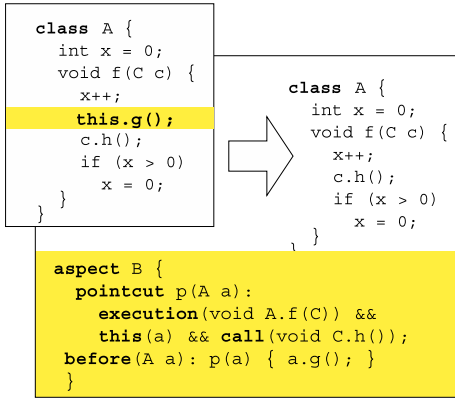 class A {
int x = 0;
void f(C c) {
x++;
this.g();
c.h();
if (x > 0)
x = 0;
}
}
class A {
int x = 0;
void f(C c) {
x++;
c.h();
if (x > 0)
x = 0;
}
}
aspect B {
pointcut p(A a):
execution(void A.f(C)) &&
this(a) && call(void C.h());
before(A a): p(a) { a.g(); }
}